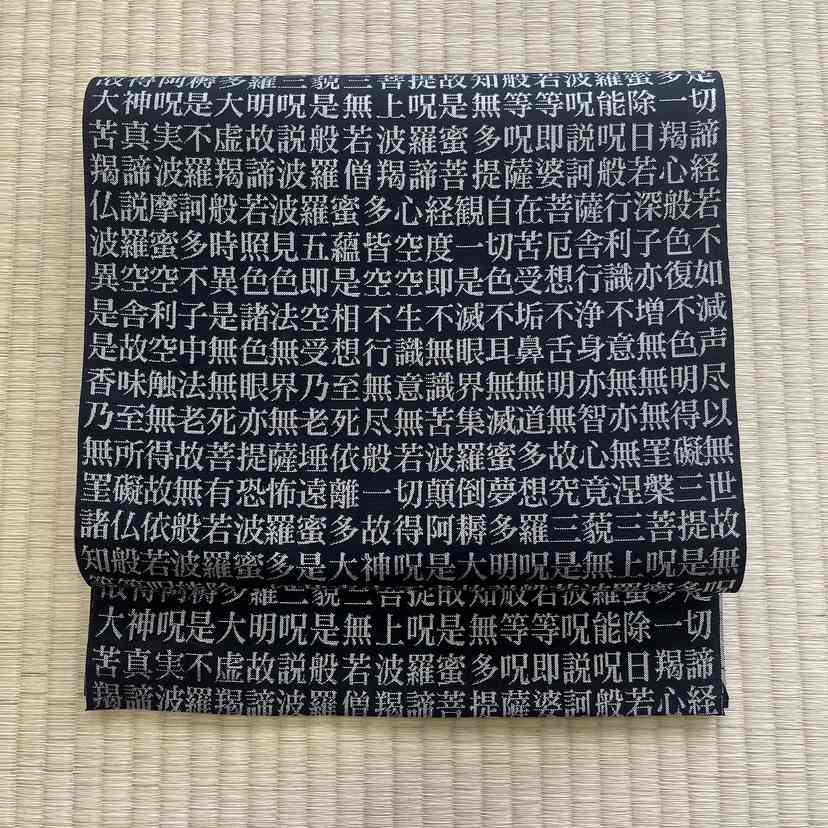 故得阿耨多羅三藐三菩提故知般若波羅蜜多是
大神呪是大明呪是無上呪是無等等呪能除一切
苦真実不虚故説般若波羅蜜多呪即説呪日羯諦
羯諦波羅羯諦波羅僧羯諦菩提薩婆訶般若心経
仏説摩訶般若波羅蜜多心経観自在菩薩行深般若
波羅蜜多時照見五蘊皆空度一切苦厄舎利子色不
異空空不異色色即是空空即是色受想行識亦復如
是舎利子是諸法空相不生不滅不垢不浄不増不減
是故空中無色無受想行識無眼耳鼻舌身意無色声
香味触法無眼界乃至無意識界無無明亦無無明尽
乃至無老死亦無老死尽無苦集滅道無智亦無得以
無所得故菩提薩埵依般若波羅蜜多故心無罣礙無
罣礙故無有恐怖遠離一切顛倒夢想究竟涅槃三世
諸仏依般若波羅蜜多故得阿耨多羅三藐三菩提故
知般若波羅蜜多是大神呪是大明呪是無上呪是無
故得阿耨多羅三藐三菩提故知般若波羅蜜多是呪
大神呪是大明呪是無上呪是無等等呪能除一切
苦真実不虚故説般若波羅蜜多呪即説呪日羯諦
羯諦波羅羯諦波羅僧羯諦菩提薩婆訶般若心経